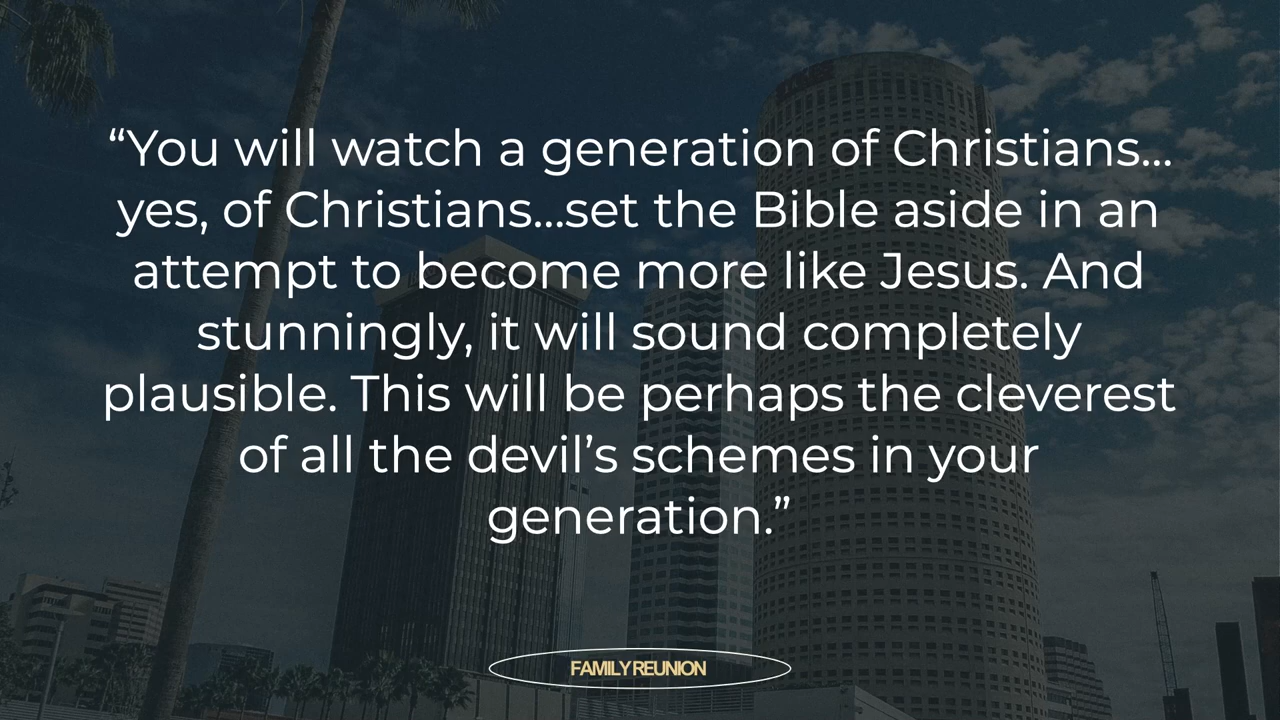 “You will watch a generation of Christians...
yes, of Christians...set the Bible aside in an
attempt to become more like Jesus. And
stunningly, it will sound completely
plausible. This will be perhaps the cleverest
of all the devil’s schemes in your
generation.”
FAMILY REUNION